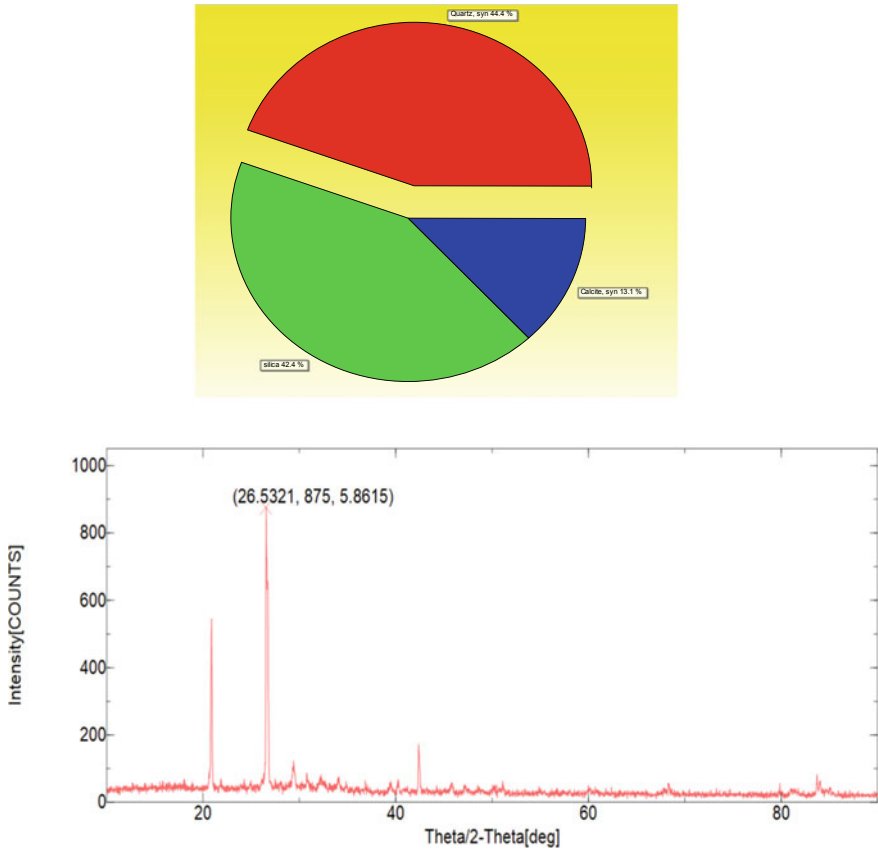 Quartz, syn 44.4 %
Calcite, syn 13.1 %
silica 42.4 %
1000
(26.5321, 875, 5.8615)
800
600
Intensity[COUNTS]
400
200
0
20 40 60 80
Theta/2-Theta[deg]